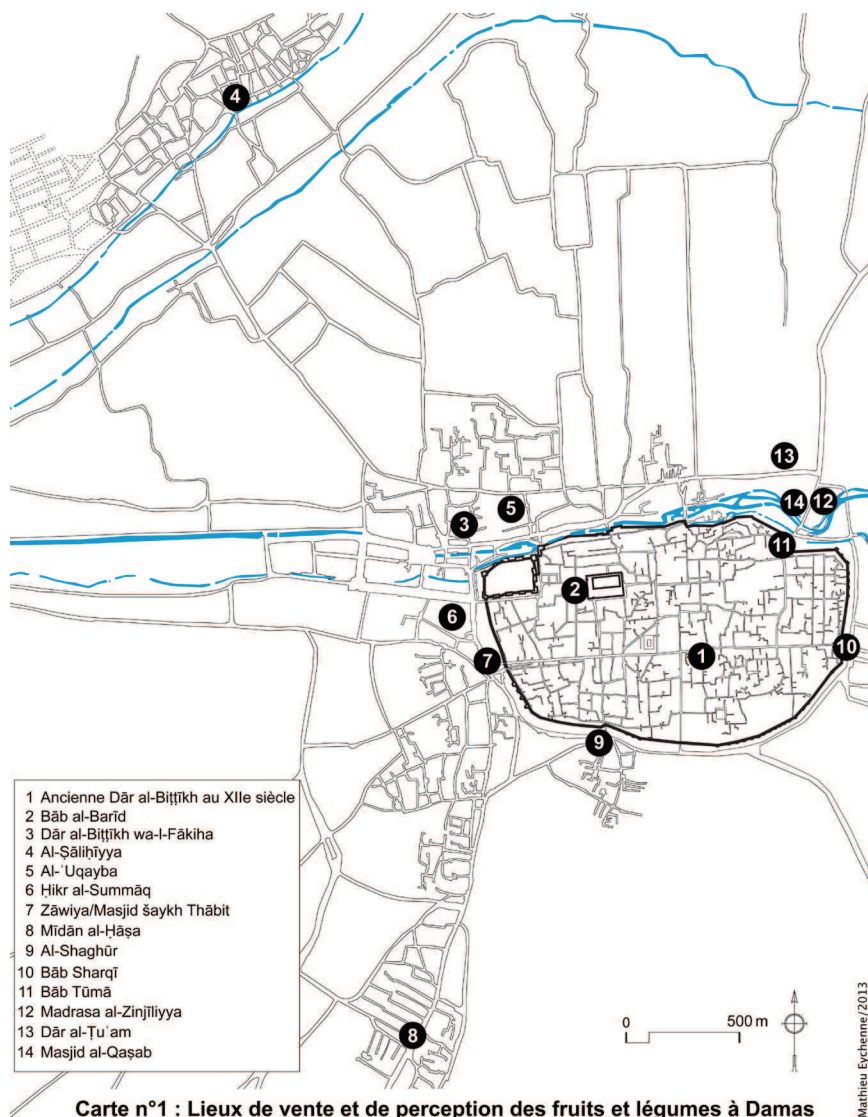 4
13
5
14
12
3
11
2
6
1
10
7
9
8
1 Ancienne Dār al-Biṭṭīkh au XIIe siècle
2 Bāb al-Barīd
3 Dār al-Biṭṭīkh wa-l-Fākiha
4 Al-Ṣāliḥīyya
5 Al-ʿUqayba
6 Ḥikr al-Summāq
7 Zāwiya/Masjid šaykh Thābit
8 Mīdān al-Ḥāṣa
9 Al-Shaghūr
10 Bāb Sharqī
11 Bāb Tūmā
12 Madrasa al-Zinjīliyya
13 Dār al-Ṭuʿam
14 Masjid al-Qaṣab
0 500 m
Mathieu Eychenne/2013
Carte n°1 : Lieux de vente et de perception des fruits et légumes à Damas